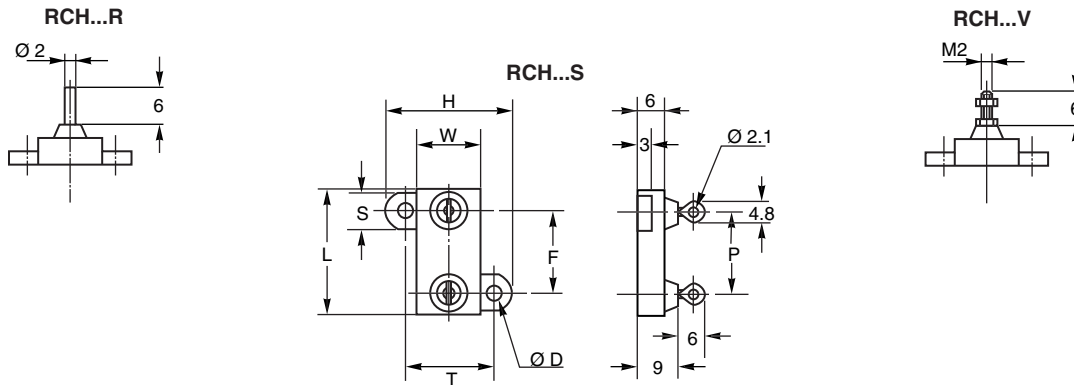 RCH...R
Ø 2
6
RCH...S
H
W
S
L
F
T
Ø D
6
3
Ø 2.1
4.8
P
6
9
RCH...V
M2
6